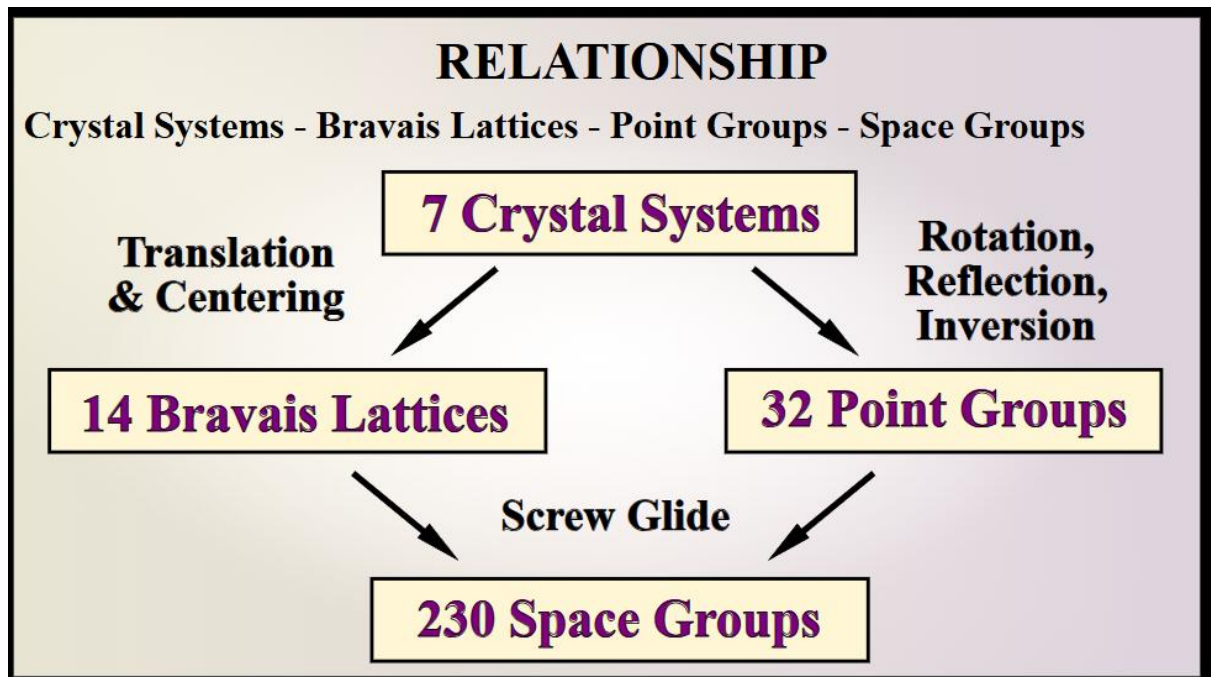 RELATIONSHIP
Crystal Systems - Bravais Lattices - Point Groups - Space Groups
7 Crystal Systems
Translation
& Centering
Rotation,
Reflection,
Inversion
14 Bravais Lattices
32 Point Groups
Screw Glide
230 Space Groups